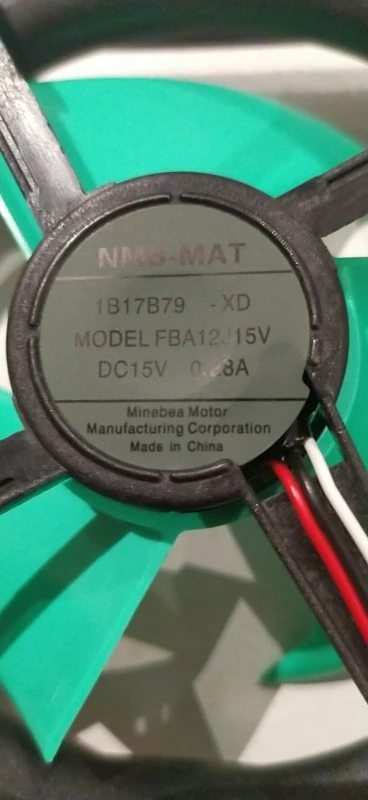 NMB-MAT
1B17B79 -XD
MODEL FBA12J15V
DC15V 0.28A
Minebea Motor
Manufacturing Corporation
Made in China